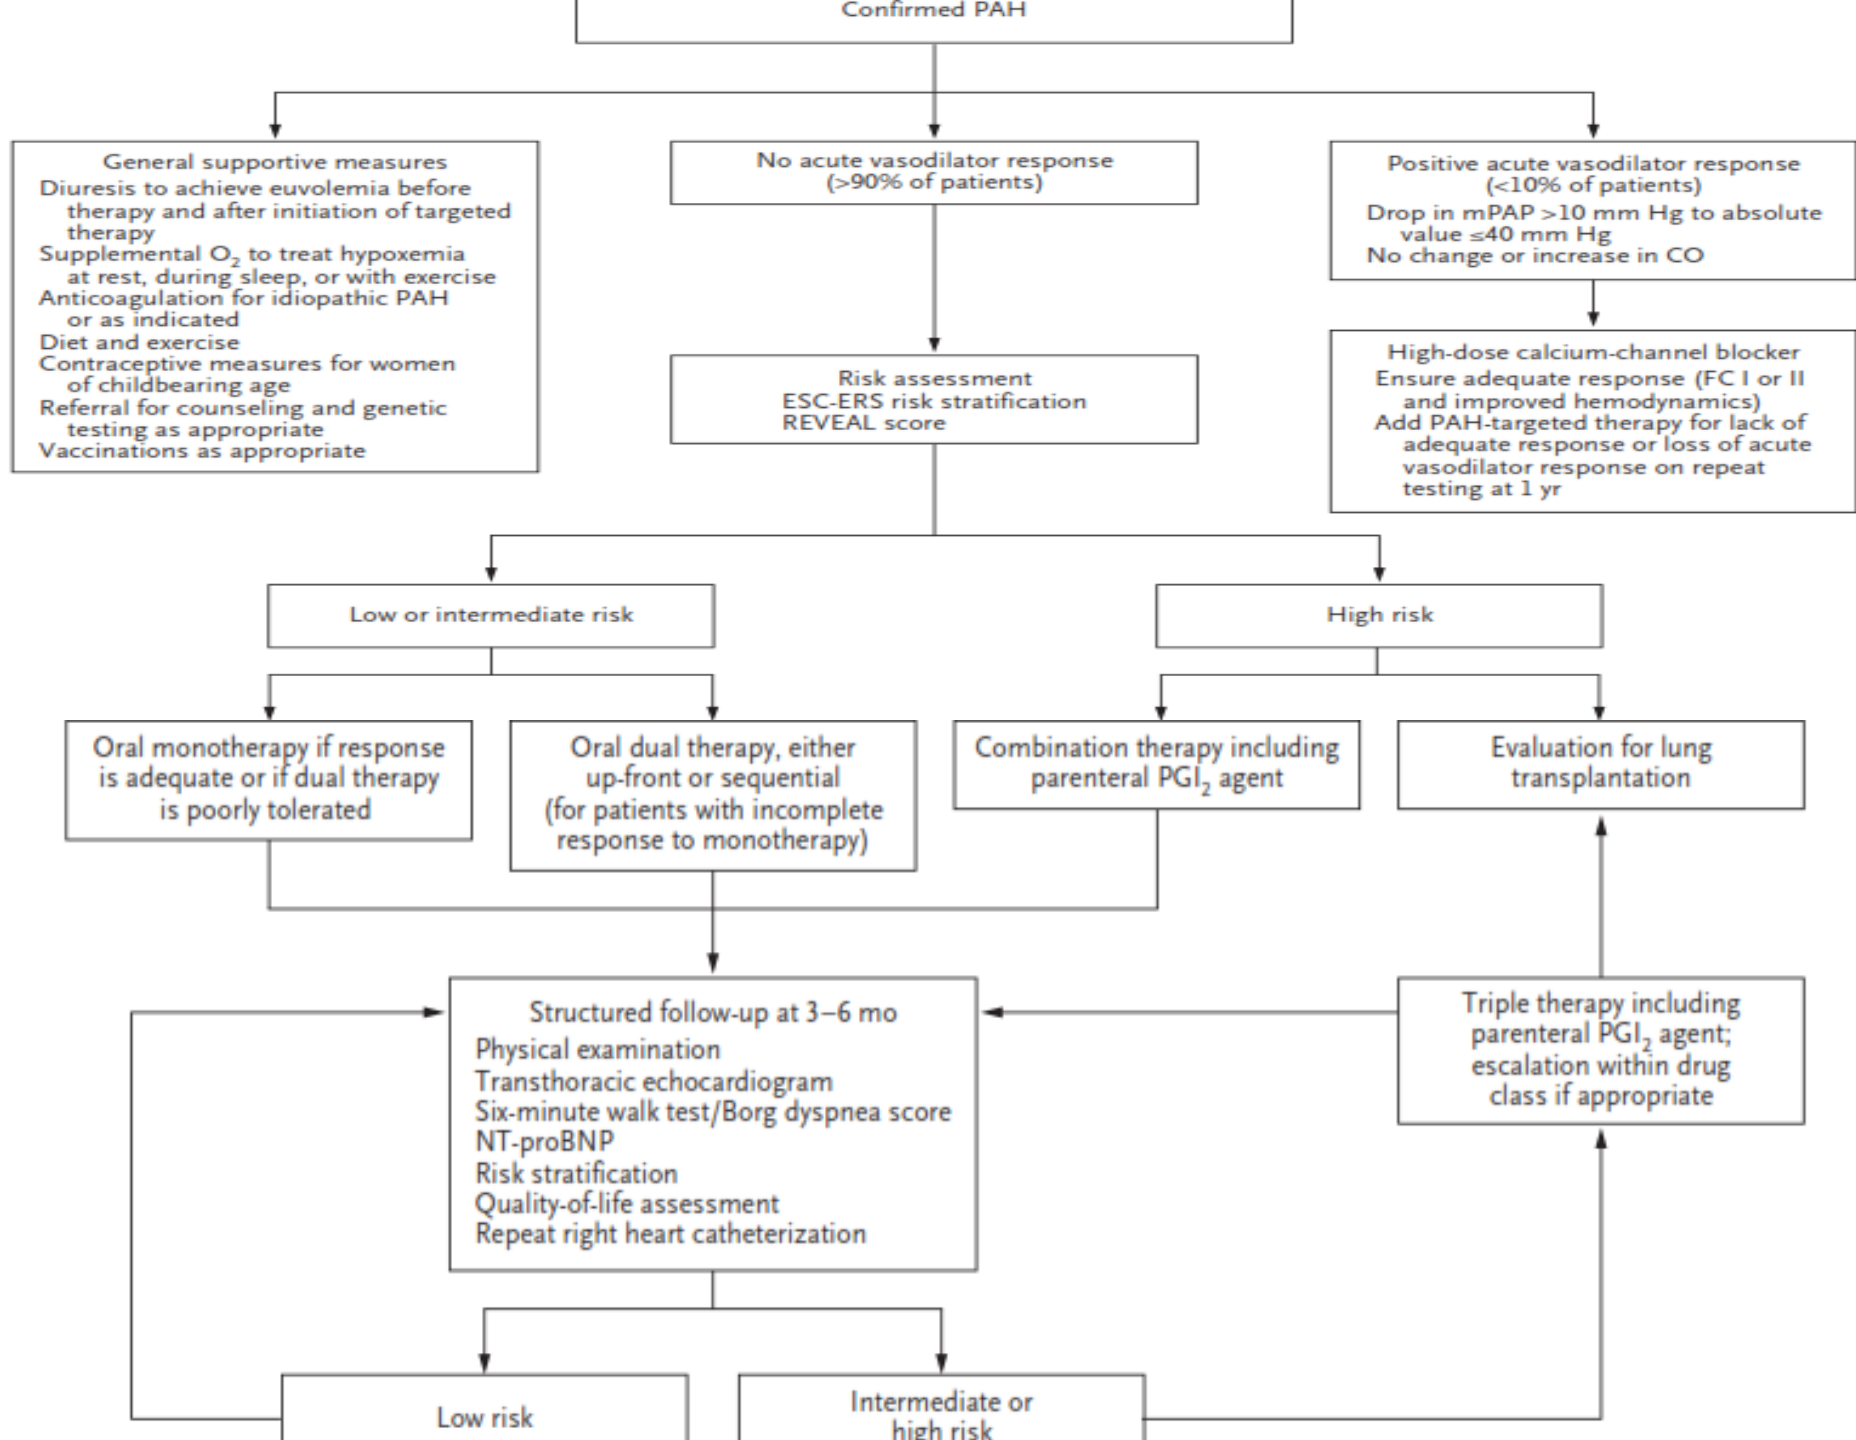 Confirmed PAH
General supportive measures
Diuresis to achieve euvolemia before
therapy and after initiation of targeted
therapy
Supplemental O₂ to treat hypoxemia
at rest, during sleep, or with exercise
Anticoagulation for idiopathic PAH
or as indicated
Diet and exercise
Contraceptive measures for women
of childbearing age
Referral for counseling and genetic
testing as appropriate
Vaccinations as appropriate
No acute vasodilator response
(>90% of patients)
Positive acute vasodilator response
(<10% of patients)
Drop in mPAP >10 mm Hg to absolute
value ≤40 mm Hg
No change or increase in CO
Risk assessment
ESC-ERS risk stratification
REVEAL score
High-dose calcium-channel blocker
Ensure adequate response (FC I or II
and improved hemodynamics)
Add PAH-targeted therapy for lack of
adequate response or loss of acute
vasodilator response on repeat
testing at 1 yr
Low or intermediate risk
High risk
Oral monotherapy if response
is adequate or if dual therapy
is poorly tolerated
Oral dual therapy, either
up-front or sequential
(for patients with incomplete
response to monotherapy)
Combination therapy including
parenteral PGI₂ agent
Evaluation for lung
transplantation
Structured follow-up at 3–6 mo
Physical examination
Transthoracic echocardiogram
Six-minute walk test/Borg dyspnea score
NT-proBNP
Risk stratification
Quality-of-life assessment
Repeat right heart catheterization
Triple therapy including
parenteral PGI₂ agent;
escalation within drug
class if appropriate
Low risk
Intermediate or
high risk